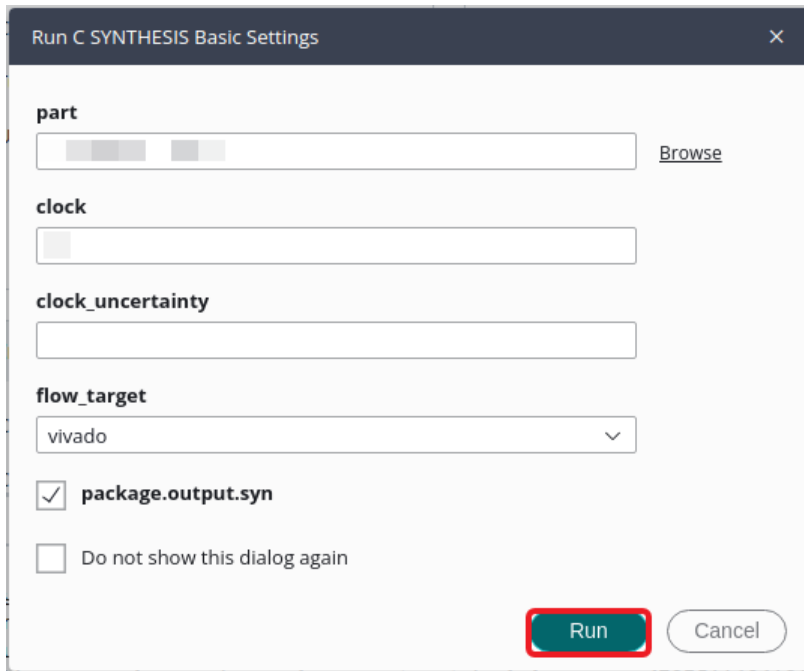 Run C SYNTHESIS Basic Settings
part
Browse
clock
clock_uncertainty
flow_target
vivado
package.output.syn
Do not show this dialog again
Run Cancel